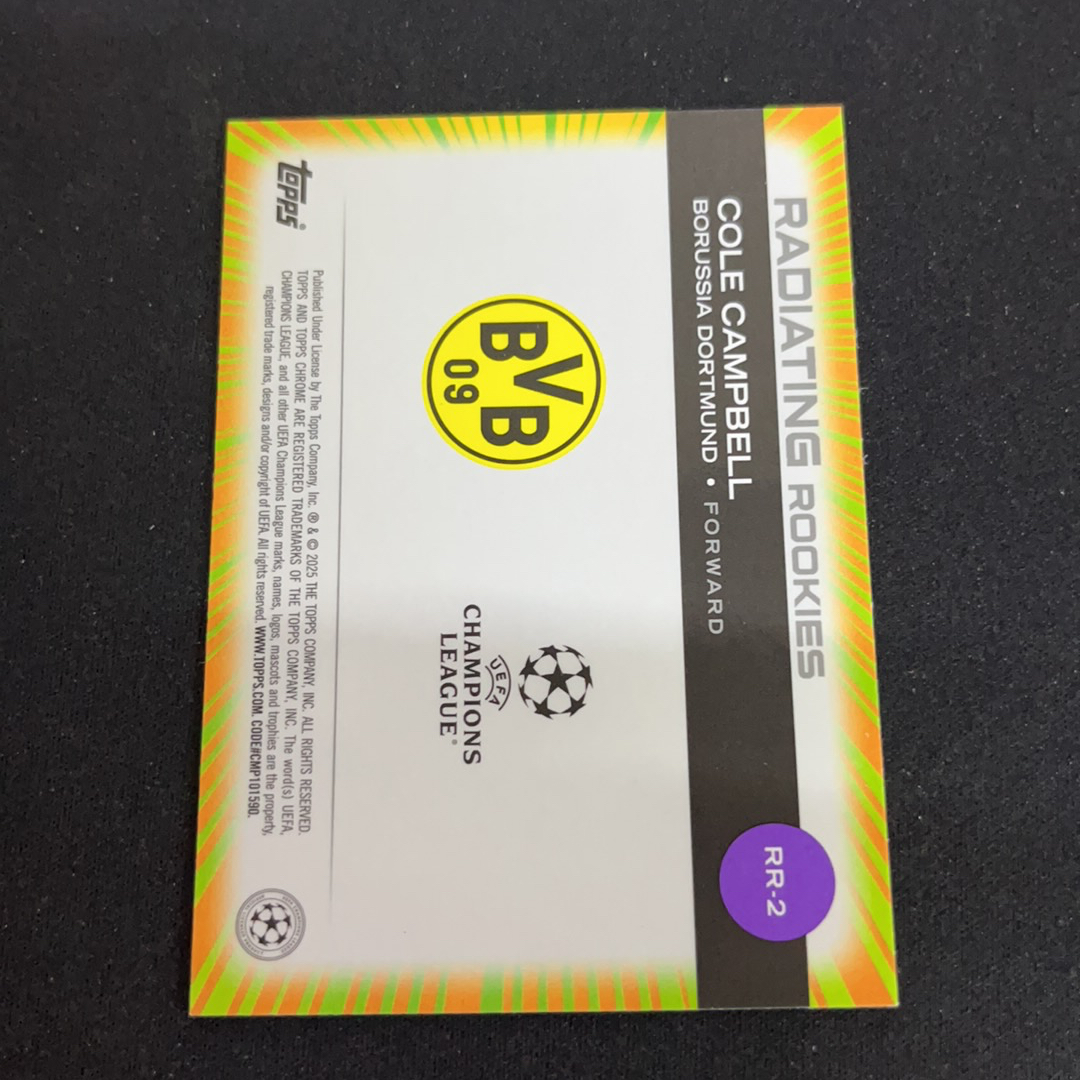 RADIATING ROOKIES
COLE CAMPBELL
BORUSSIA DORTMUND • FORWARD
RR-2
BVB
09
UEFA
CHAMPIONS
LEAGUE®
Published Under License by The Topps Company, Inc. ® & © 2025 THE TOPPS COMPANY, INC. ALL RIGHTS RESERVED.
TOPPS AND TOPPS CHROME ARE REGISTERED TRADEMARKS OF THE TOPPS COMPANY, INC. The word(s) UEFA,
CHAMPIONS LEAGUE, and all other UEFA Champions League marks, names, logos, mascots and trophies are the property,
registered trade marks, designs and/or copyright of UEFA. All rights reserved. WWW.TOPPS.COM. CODE#CMP101590.
Topps®